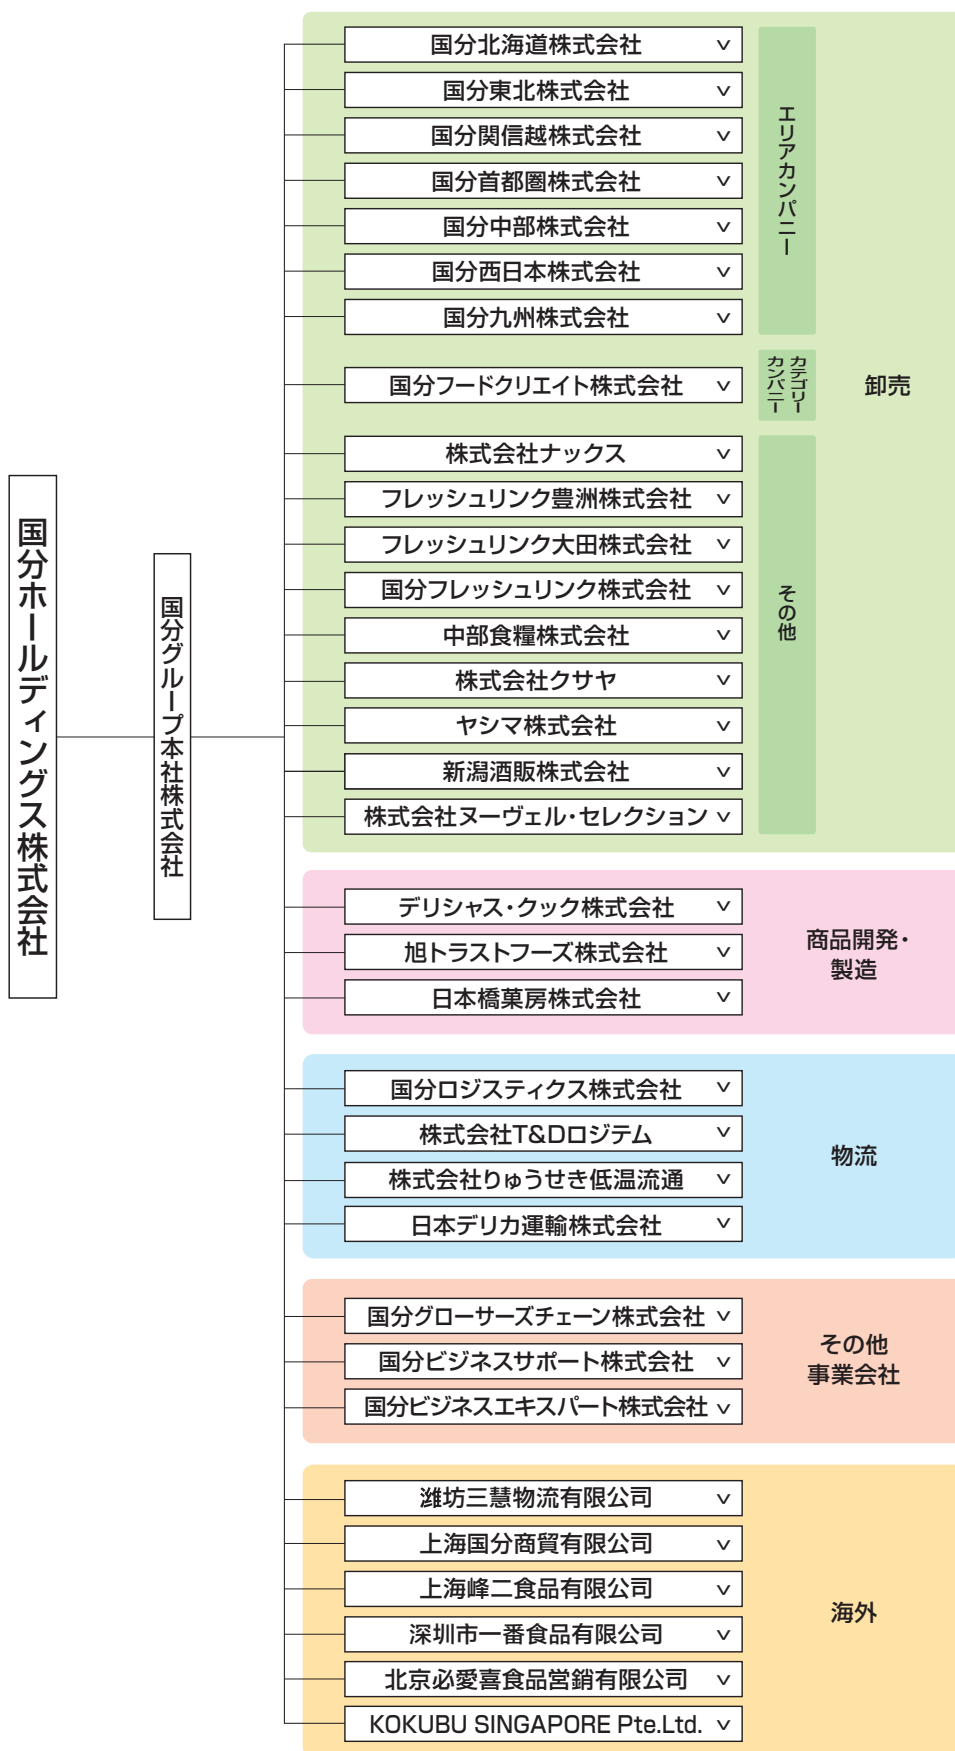 国分ホールディングス株式会社
国分グループ本社株式会社
国分北海道株式会社
国分東北株式会社
国分関信越株式会社
国分首都圏株式会社
国分中部株式会社
国分西日本株式会社
国分九州株式会社
エリアカンパニー
国分フードクリエイト株式会社
カテゴリー
カンパニー
卸売
株式会社ナックス
フレッシュリンク豊洲株式会社
フレッシュリンク大田株式会社
国分フレッシュリンク株式会社
中部食糧株式会社
株式会社クサヤ
ヤシマ株式会社
新潟酒販株式会社
株式会社ヌーヴェル・セレクション
その他
デリシャス・クック株式会社
旭トラストフーズ株式会社
日本橋菓房株式会社
商品開発・
製造
国分ロジスティクス株式会社
株式会社T&Dロジテム
株式会社りゅうせき低温流通
日本デリカ運輸株式会社
物流
国分グローサーズチェーン株式会社
国分ビジネスサポート株式会社
国分ビジネスエキスパート株式会社
その他
事業会社
濰坊三慧物流有限公司
上海国分商貿有限公司
上海峰二食品有限公司
深圳市一番食品有限公司
北京必愛喜食品営銷有限公司
KOKUBU SINGAPORE Pte.Ltd.
海外